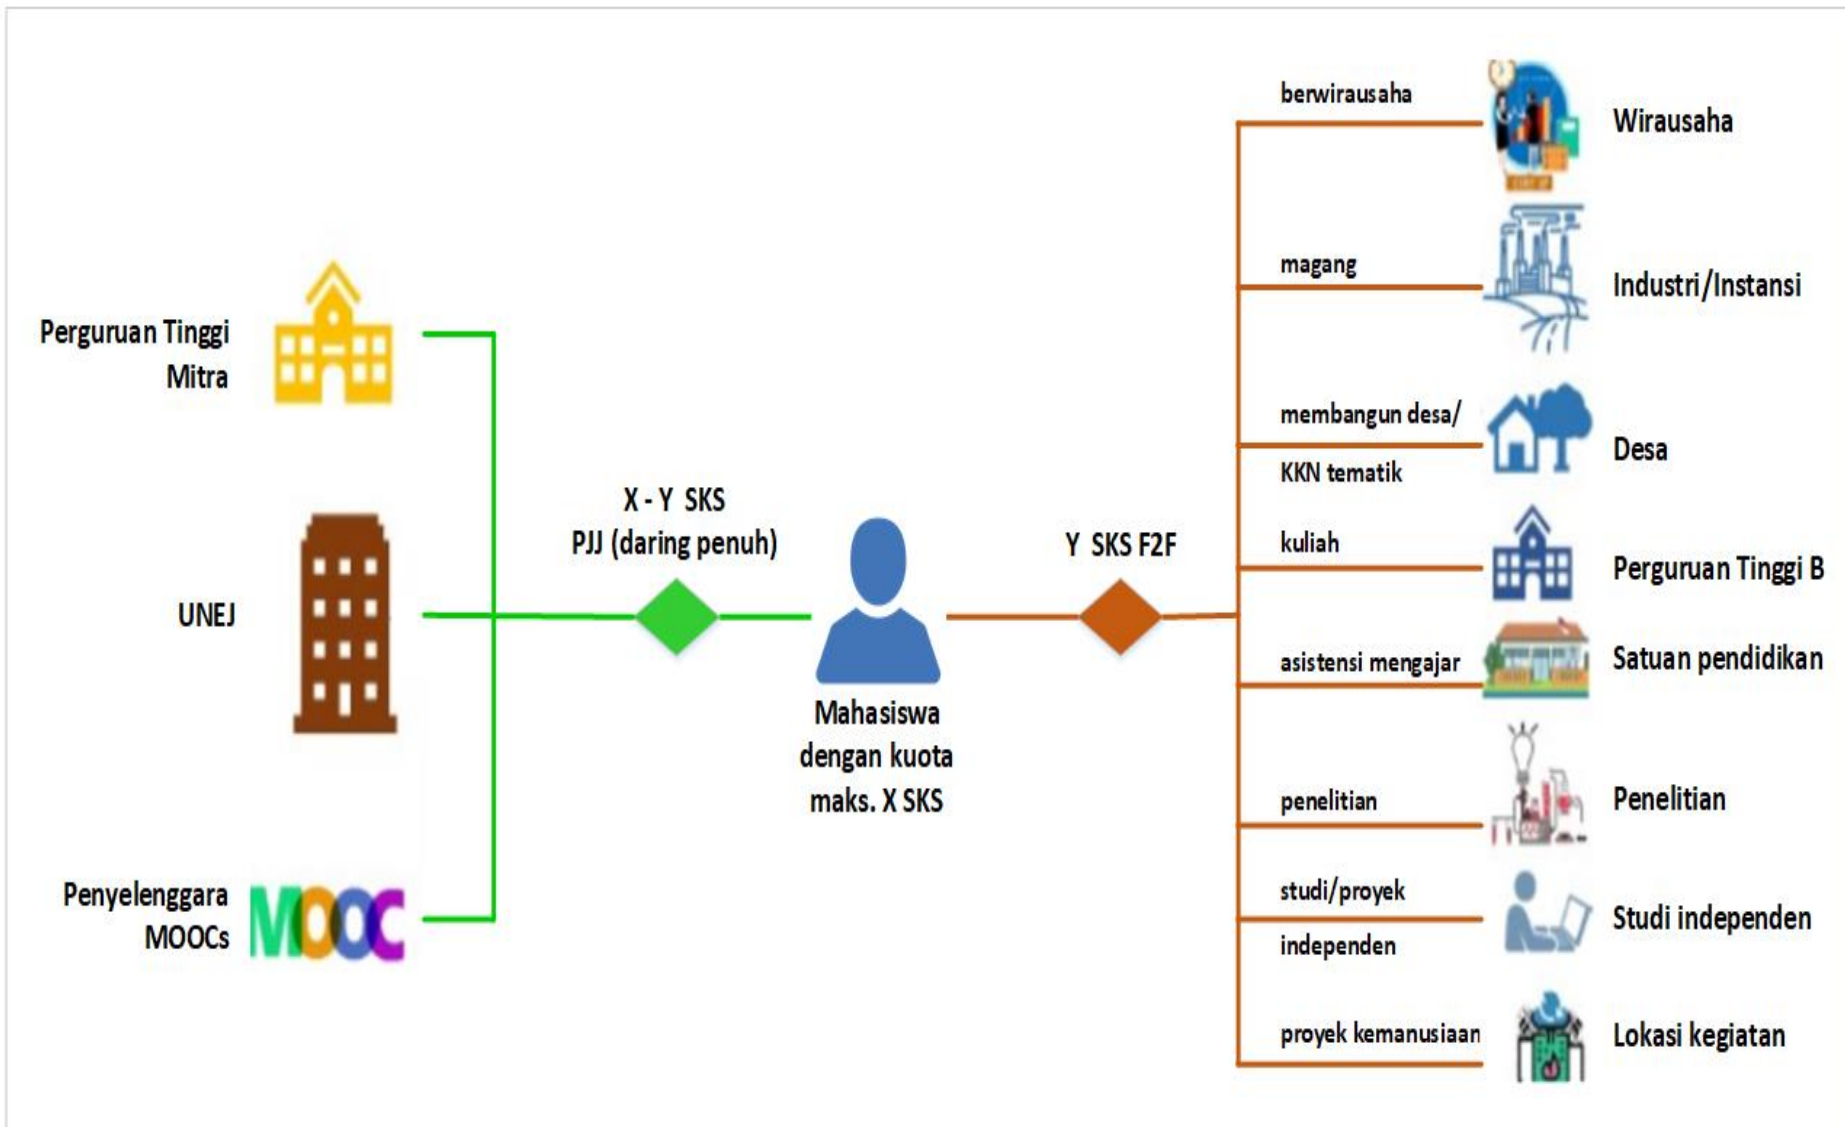 Perguruan Tinggi
Mitra
UNEJ
Penyelenggara
MOOCs
MOOC
X - Y SKS
PJJ (daring penuh)
Mahasiswa
dengan kuota
maks. X SKS
Y SKS F2F
berwirausaha
Wirausaha
magang
Industri/Instansi
membangun desa/
KKN tematik
Desa
kuliah
Perguruan Tinggi B
asistensi mengajar
Satuan pendidikan
penelitian
Penelitian
studi/proyek
independen
Studi independen
proyek kemanusiaan
Lokasi kegiatan